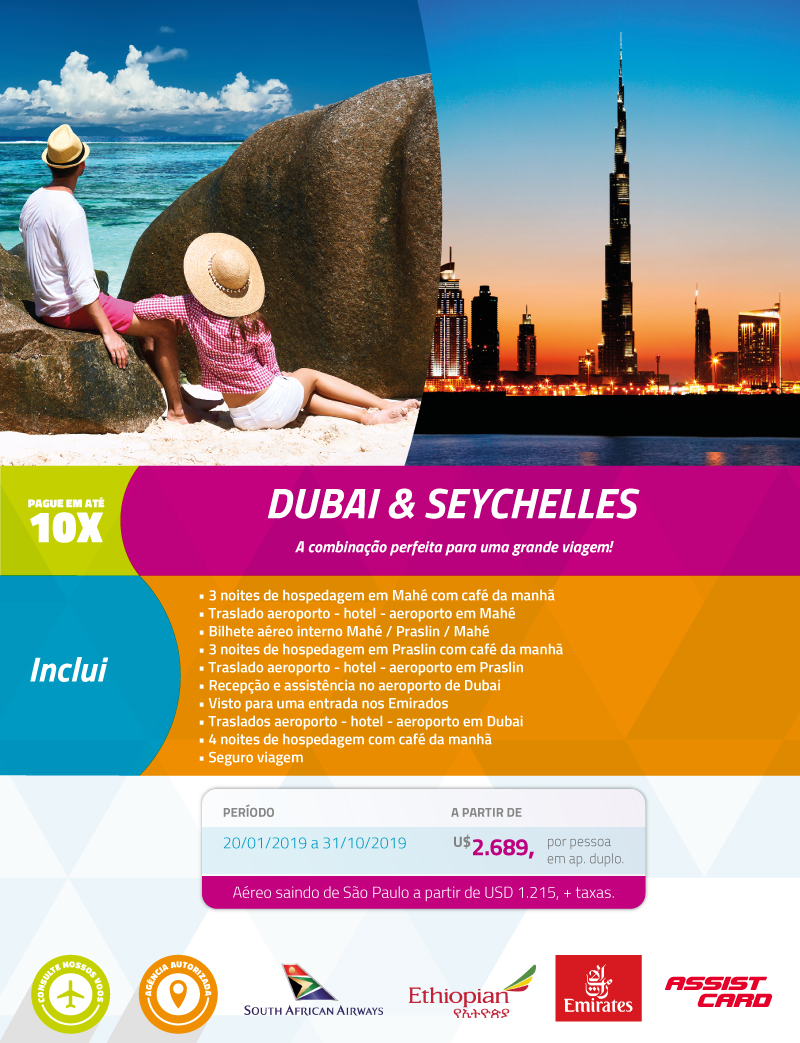 PAGUE EM ATÉ
10X
DUBAI & SEYCHELLES
A combinação perfeita para uma grande viagem!
Inclui
▪ 3 noites de hospedagem em Mahé com café da manhã
▪ Traslado aeroporto - hotel - aeroporto em Mahé
▪ Bilhete aéreo interno Mahé / Praslin / Mahé
▪ 3 noites de hospedagem em Praslin com café da manhã
▪ Traslado aeroporto - hotel - aeroporto em Praslin
▪ Recepção e assistência no aeroporto de Dubai
▪ Visto para uma entrada nos Emirados
▪ Traslados aeroporto - hotel - aeroporto em Dubai
▪ 4 noites de hospedagem com café da manhã
▪ Seguro viagem
PERÍODO
A PARTIR DE
20/01/2019 a 31/10/2019
U$2.689,
por pessoa
em ap. duplo.
Aéreo saindo de São Paulo a partir de USD 1.215, + taxas.
CONSULTE NOSSOS VOOS
AGÊNCIA AUTORIZADA
SOUTH AFRICAN AIRWAYS
Ethiopian
የኢትዮጵያ
Emirates
ASSIST
CARD